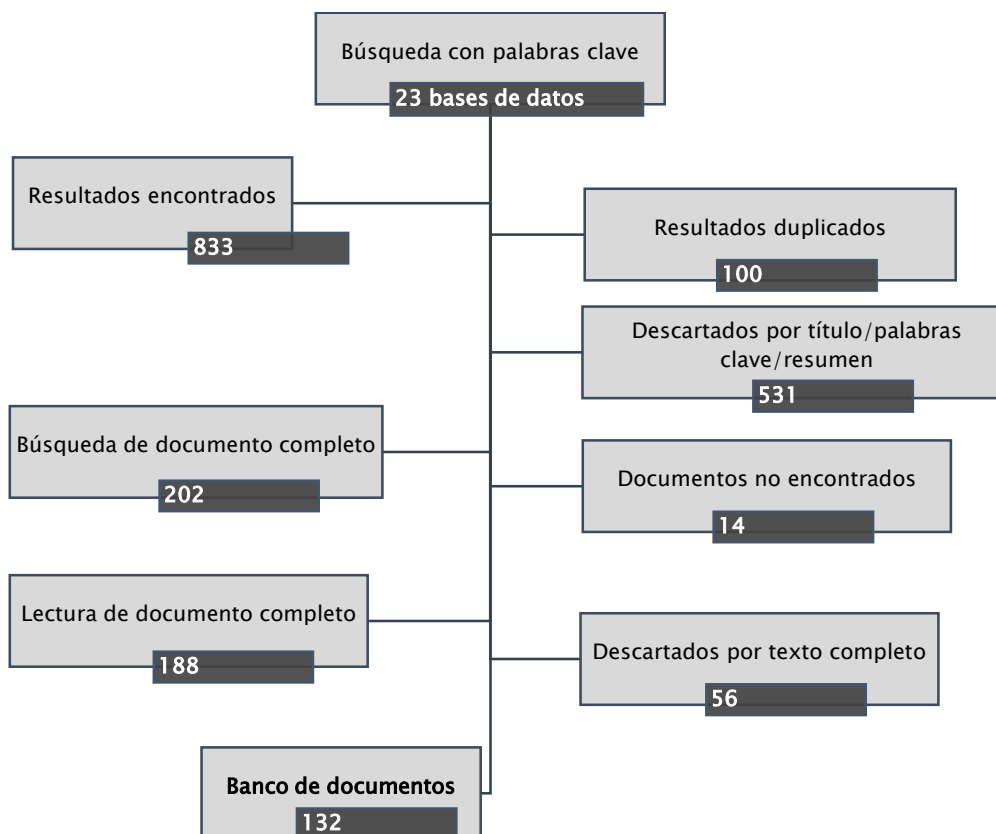 Búsqueda con palabras clave
23 bases de datos
Resultados encontrados
833
Resultados duplicados
100
Descartados por título/palabras
clave/resumen
531
Búsqueda de documento completo
202
Documentos no encontrados
14
Lectura de documento completo
188
Descartados por texto completo
56
Banco de documentos
132